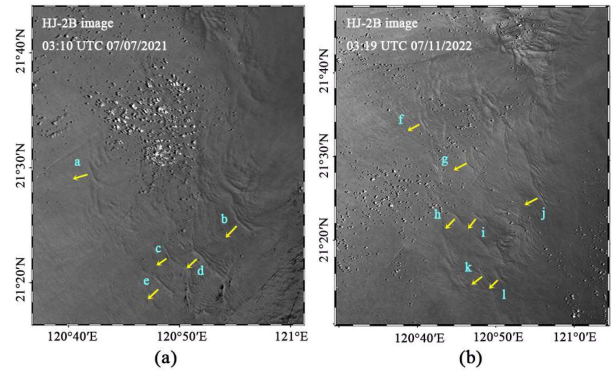 HJ-2B image
03:10 UTC 07/07/2021
21°40′N
21°30′N
21°20′N
a
b
c
d
e
120°40′E
120°50′E
121°E
(a)
HJ-2B image
03:19 UTC 07/11/2022
21°40′N
21°30′N
21°20′N
f
g
h
i
j
k
l
120°40′E
120°50′E
121°0′E
(b)